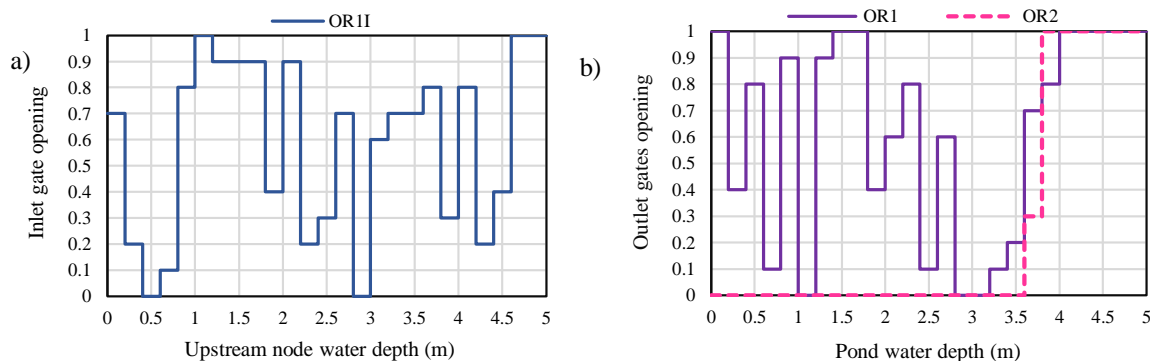 OR1I
a)
Inlet gate opening
1
0.9
0.8
0.7
0.6
0.5
0.4
0.3
0.2
0.1
0
0 0.5 1 1.5 2 2.5 3 3.5 4 4.5 5
Upstream node water depth (m)
OR1 OR2
b)
Outlet gates opening
1
0.9
0.8
0.7
0.6
0.5
0.4
0.3
0.2
0.1
0
0 0.5 1 1.5 2 2.5 3 3.5 4 4.5 5
Pond water depth (m)